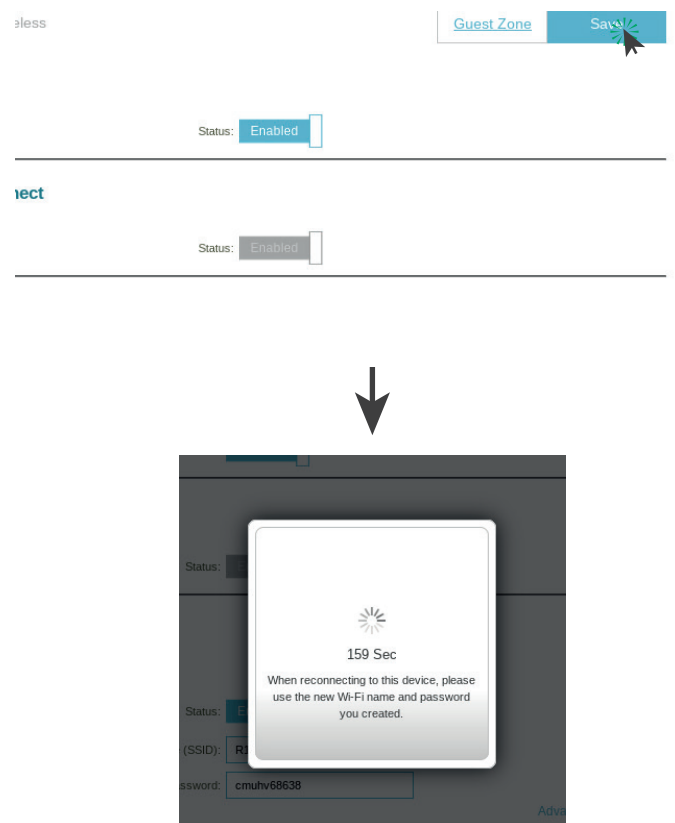 eless
Guest Zone
Save
Status: Enabled
nect
Status: Enabled
Status:
159 Sec
When reconnecting to this device, please
use the new Wi-Fi name and password
you created.
Status: E
(SSID): R1
ssword: cmuhv68638
Adva